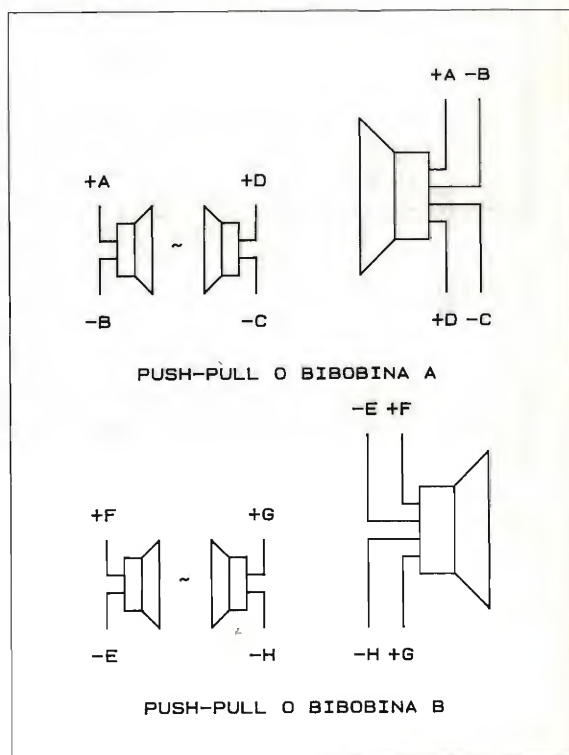 +A -B
+A +D
~
-B -C
+D -C
PUSH-PULL O BIBOBINA A
-E +F
+F +G
~
-E -H
-H +G
PUSH-PULL O BIBOBINA B